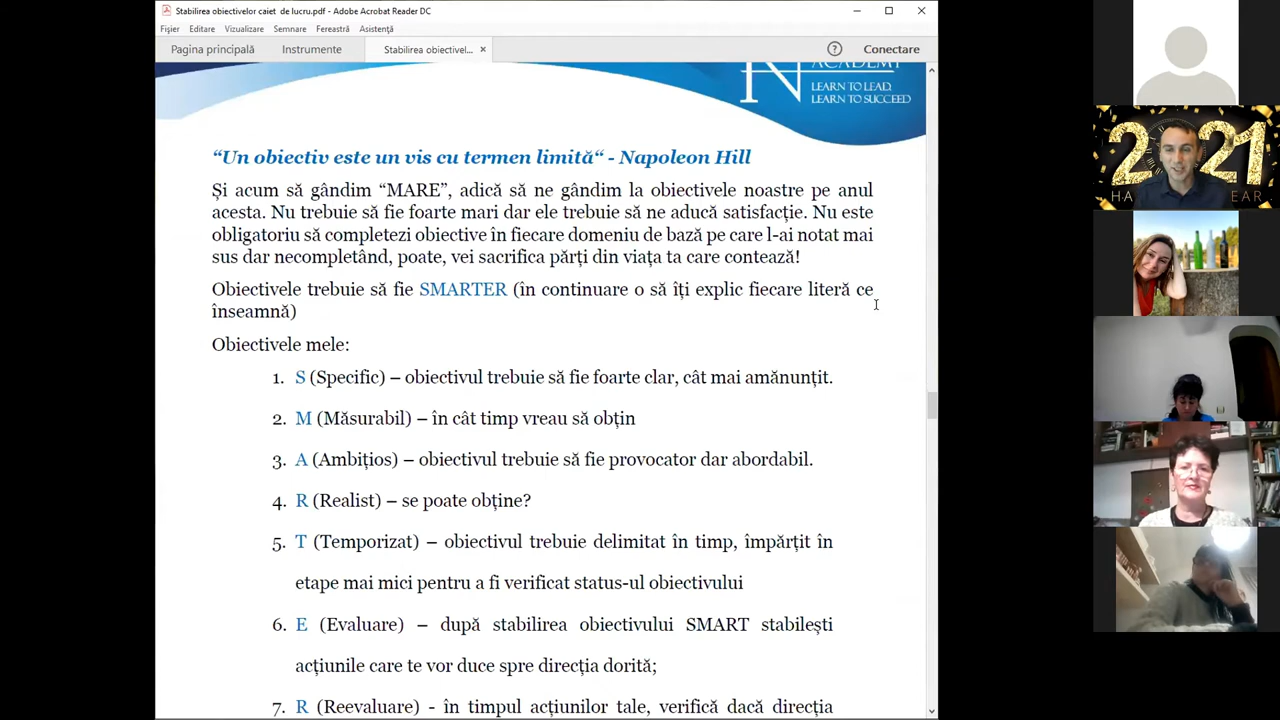 Stabilirea obiectivelor caiet de lucru.pdf - Adobe Acrobat Reader DC
Fișier Editare Vizualizare Semnare Fereastră Asistență
Pagina principală Instrumente Stabilirea obiectivel... × ? Conectare
N ACADEMY
LEARN TO LEAD.
LEARN TO SUCCEED
“Un obiectiv este un vis cu termen limită“ - Napoleon Hill
Și acum să gândim “MARE”, adică să ne gândim la obiectivele noastre pe anul
acesta. Nu trebuie să fie foarte mari dar ele trebuie să ne aducă satisfacție. Nu este
obligatoriu să completezi obiective în fiecare domeniu de bază pe care l-ai notat mai
sus dar necompletând, poate, vei sacrifica părți din viața ta care contează!
Obiectivele trebuie să fie SMARTER (în continuare o să îți explic fiecare literă ce
înseamnă)
Obiectivele mele:
1. S (Specific) – obiectivul trebuie să fie foarte clar, cât mai amănunțit.
2. M (Măsurabil) – în cât timp vreau să obțin
3. A (Ambițios) – obiectivul trebuie să fie provocator dar abordabil.
4. R (Realist) – se poate obține?
5. T (Temporizat) – obiectivul trebuie delimitat în timp, împărțit în
etape mai mici pentru a fi verificat status-ul obiectivului
6. E (Evaluare) – după stabilirea obiectivului SMART stabilești
acțiunile care te vor duce spre direcția dorită;
7. R (Reevaluare) - în timpul acțiunilor tale, verifică dacă direcția
2021
HA EAR